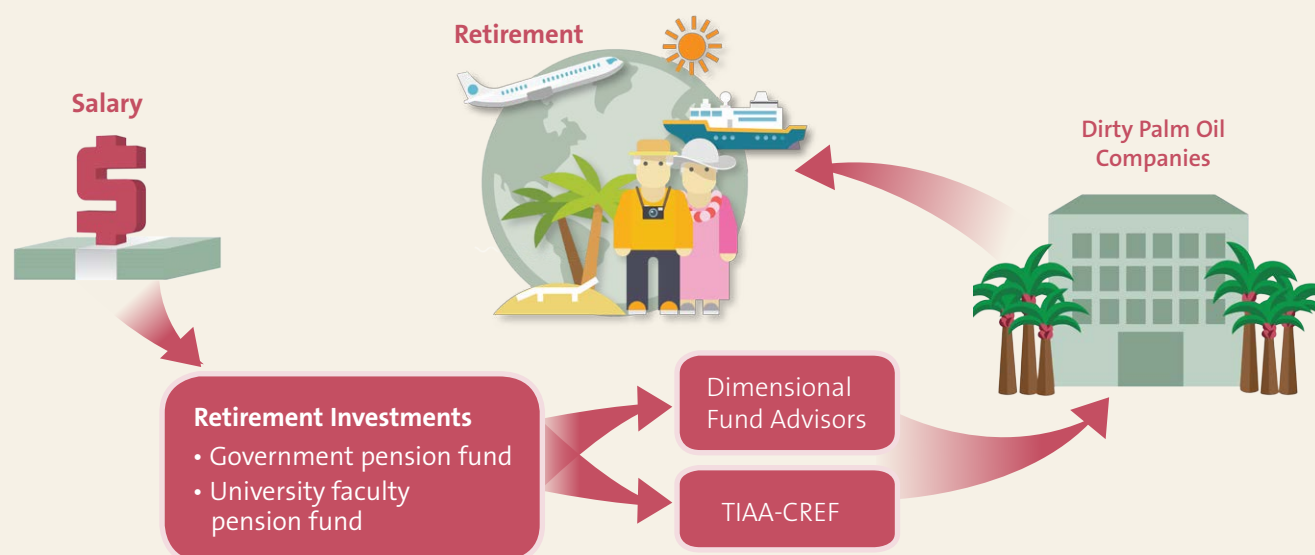 Retirement
Salary
Dirty Palm Oil
Companies
Retirement Investments
• Government pension fund
• University faculty
pension fund
Dimensional
Fund Advisors
TIAA-CREF